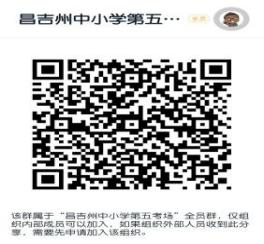 昌吉州中小学第五…
全员
该群属于“昌吉州中小学第五考场”全员群，仅组
织内部成员可以加入，如果组织外部人员收到此分
享，需要先申请加入该组织。